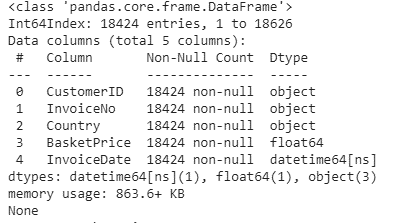 <class 'pandas.core.frame.DataFrame'>
Int64Index: 18424 entries, 1 to 18626
Data columns (total 5 columns):
 #   Column       Non-Null Count  Dtype
---  ------       --------------  -----
 0   CustomerID   18424 non-null  object
 1   InvoiceNo    18424 non-null  object
 2   Country      18424 non-null  object
 3   BasketPrice  18424 non-null  float64
 4   InvoiceDate  18424 non-null  datetime64[ns]
dtypes: datetime64[ns](1), float64(1), object(3)
memory usage: 863.6+ KB
None